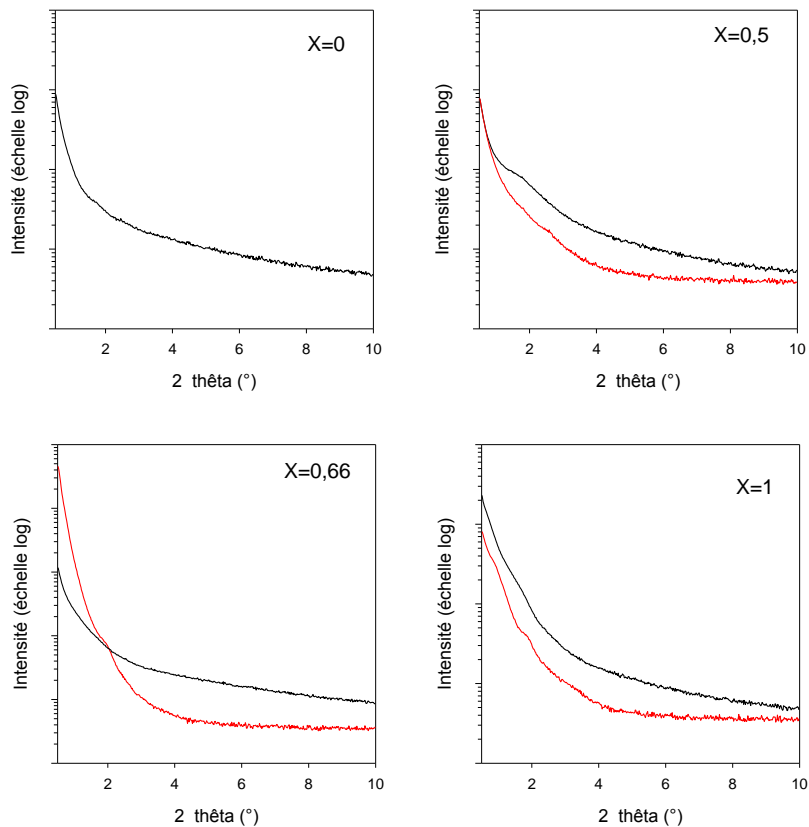 X=0
Intensité (échelle log)
2 4 6 8 10
2 thêta (°)
X=0,5
Intensité (échelle log)
2 4 6 8 10
2 thêta (°)
X=0,66
Intensité (échelle log)
2 4 6 8 10
2 thêta (°)
X=1
Intensité (échelle log)
2 4 6 8 10
2 thêta (°)